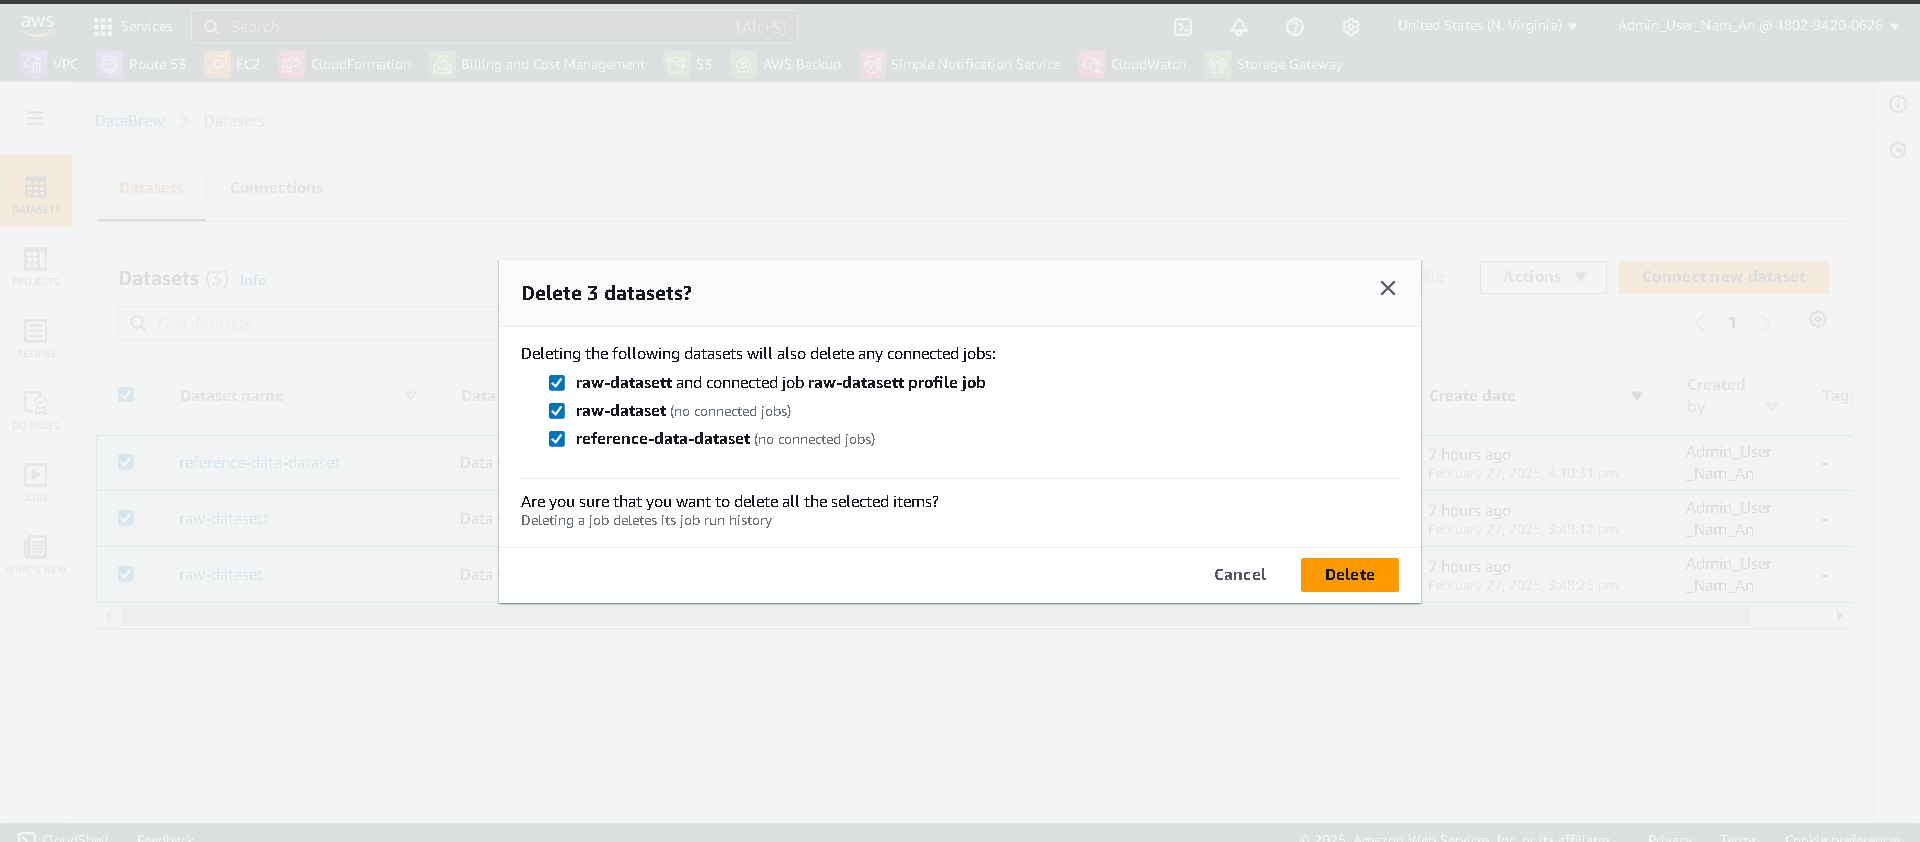 aws Services Search [Alt+S] United States (N. Virginia) Admin_User_Nam_An @ 1802-9420-0626
VPC Route 53 EC2 CloudFormation Billing and Cost Management S3 AWS Backup Simple Notification Service CloudWatch Storage Gateway
DataBrew Datasets
DATASETS
PROJECTS
RECIPES
DQ RULES
JOBS
WHAT'S NEW
Datasets Connections
Datasets (3) Info
Actions Connect new dataset
Find datasets
1
Dataset name Data Create date Created by
reference-data-dataset Data 7 hours ago Admin_User
February 27, 2025, 4:10:31 pm _Nam_An -
raw-datasett Data 7 hours ago Admin_User
February 27, 2025, 3:49:12 pm _Nam_An -
raw-dataset Data 7 hours ago Admin_User
February 27, 2025, 3:48:25 pm _Nam_An -
Delete 3 datasets?
Deleting the following datasets will also delete any connected jobs:
raw-datasett and connected job raw-datasett profile job
raw-dataset (no connected jobs)
reference-data-dataset (no connected jobs)
Are you sure that you want to delete all the selected items?
Deleting a job deletes its job run history
Cancel Delete
CloudShell Feedback © 2025, Amazon Web Services, Inc. or its affiliates. Privacy Terms Cookie preferences